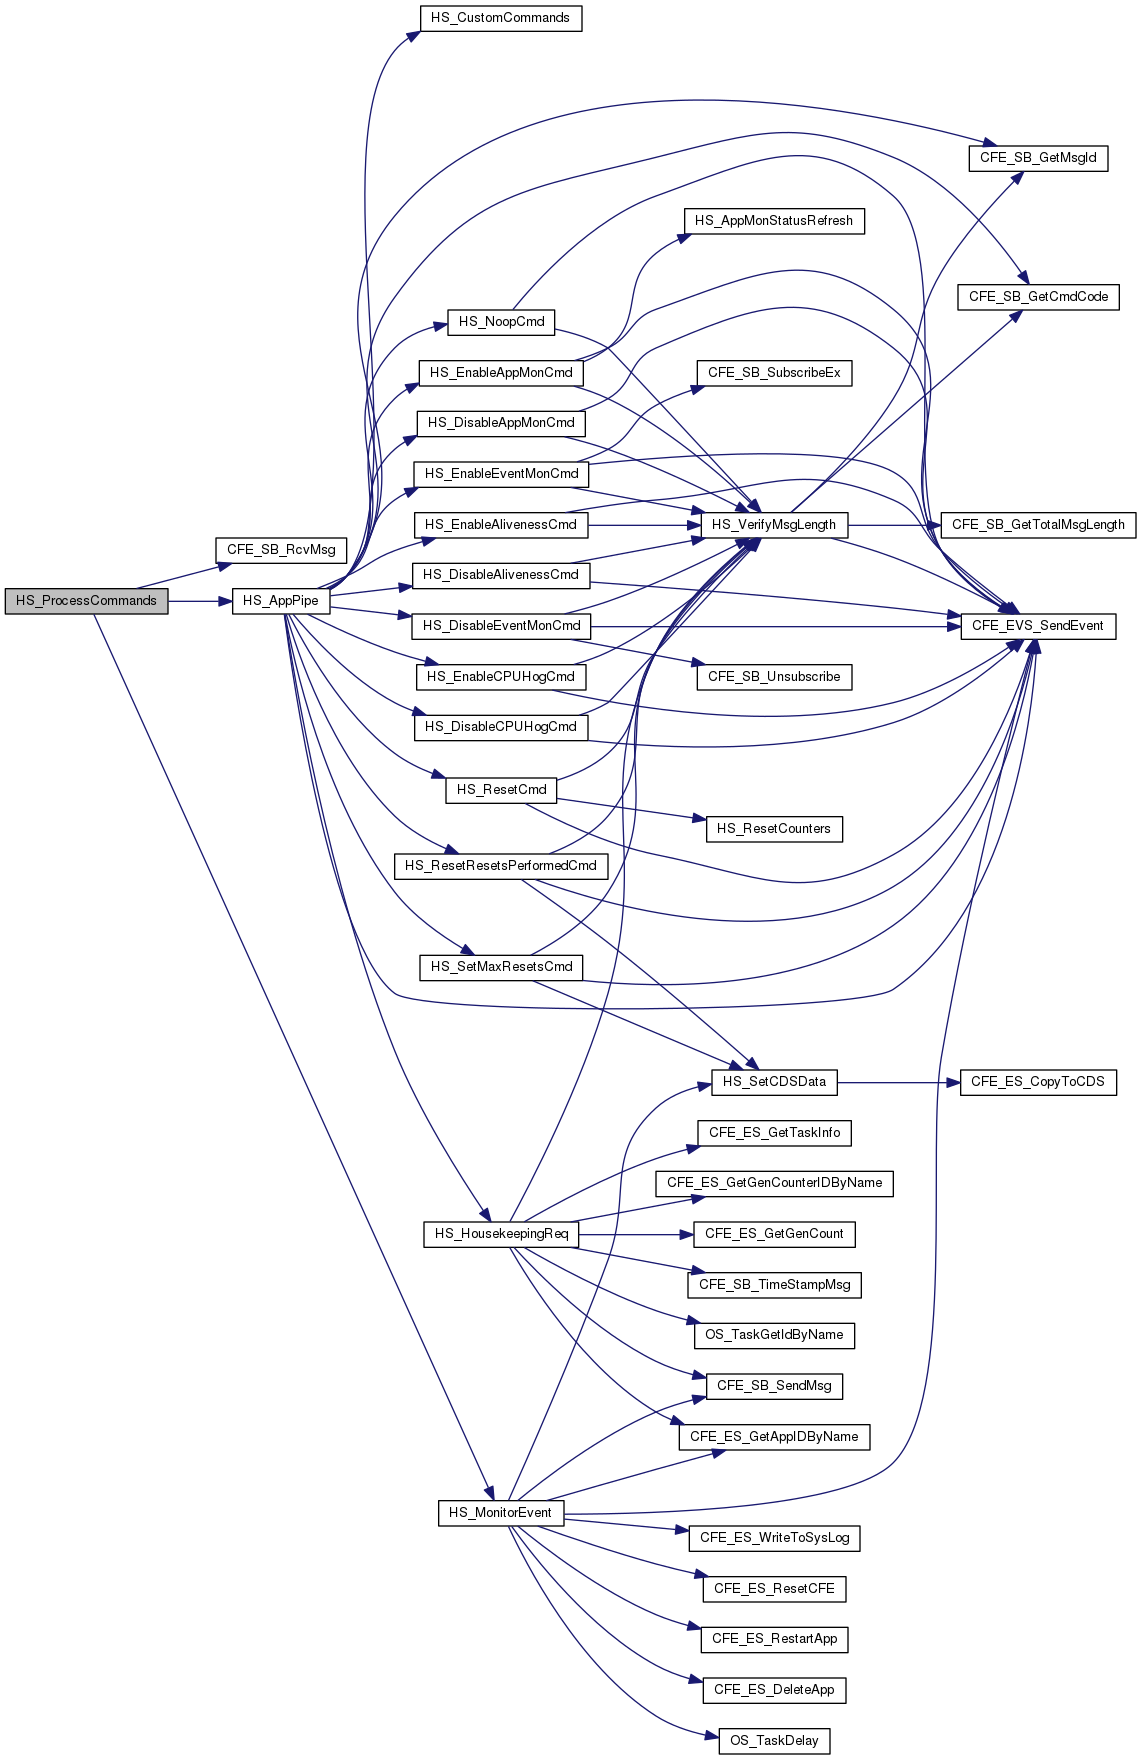 HS_CustomCommands
CFE_SB_GetMsgId
HS_AppMonStatusRefresh
CFE_SB_GetCmdCode
HS_NoopCmd
HS_EnableAppMonCmd
CFE_SB_SubscribeEx
HS_DisableAppMonCmd
HS_EnableEventMonCmd
HS_EnableAlivenessCmd
HS_VerifyMsgLength
CFE_SB_GetTotalMsgLength
CFE_SB_RcvMsg
HS_DisableAlivenessCmd
HS_ProcessCommands
HS_AppPipe
HS_DisableEventMonCmd
CFE_EVS_SendEvent
HS_EnableCPUHogCmd
CFE_SB_Unsubscribe
HS_DisableCPUHogCmd
HS_ResetCmd
HS_ResetCounters
HS_ResetResetsPerformedCmd
HS_SetMaxResetsCmd
HS_SetCDSData
CFE_ES_CopyToCDS
CFE_ES_GetTaskInfo
CFE_ES_GetGenCounterIDByName
HS_HousekeepingReq
CFE_ES_GetGenCount
CFE_SB_TimeStampMsg
OS_TaskGetIdByName
CFE_SB_SendMsg
CFE_ES_GetAppIDByName
HS_MonitorEvent
CFE_ES_WriteToSysLog
CFE_ES_ResetCFE
CFE_ES_RestartApp
CFE_ES_DeleteApp
OS_TaskDelay